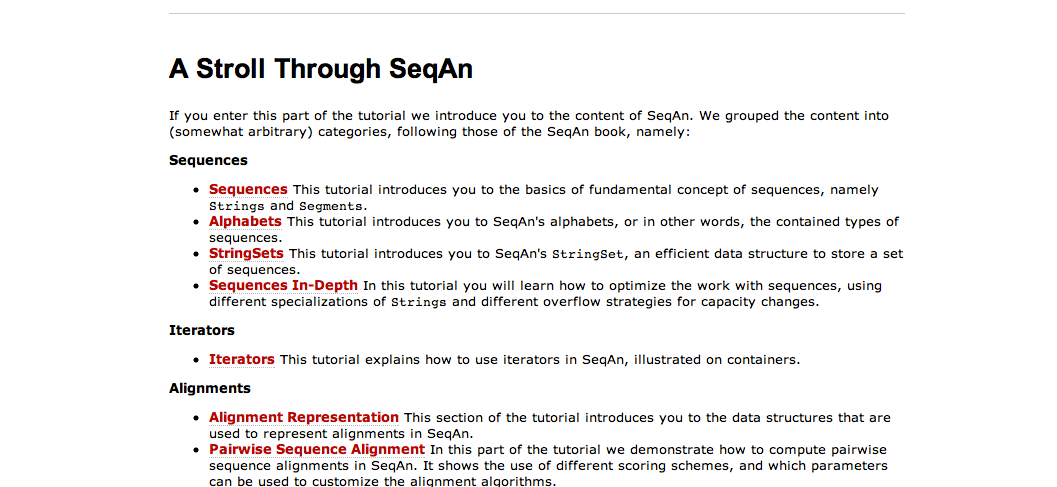 A Stroll Through SeqAn
If you enter this part of the tutorial we introduce you to the content of SeqAn. We grouped the content into
(somewhat arbitrary) categories, following those of the SeqAn book, namely:
Sequences
• Sequences This tutorial introduces you to the basics of fundamental concept of sequences, namely
Strings and Segments.
• Alphabets This tutorial introduces you to SeqAn's alphabets, or in other words, the contained types of
sequences.
• StringSets This tutorial introduces you to SeqAn's StringSet, an efficient data structure to store a set
of sequences.
• Sequences In-Depth In this tutorial you will learn how to optimize the work with sequences, using
different specializations of Strings and different overflow strategies for capacity changes.
Iterators
• Iterators This tutorial explains how to use iterators in SeqAn, illustrated on containers.
Alignments
• Alignment Representation This section of the tutorial introduces you to the data structures that are
used to represent alignments in SeqAn.
• Pairwise Sequence Alignment In this part of the tutorial we demonstrate how to compute pairwise
sequence alignments in SeqAn. It shows the use of different scoring schemes, and which parameters
can be used to customize the alignment algorithms.